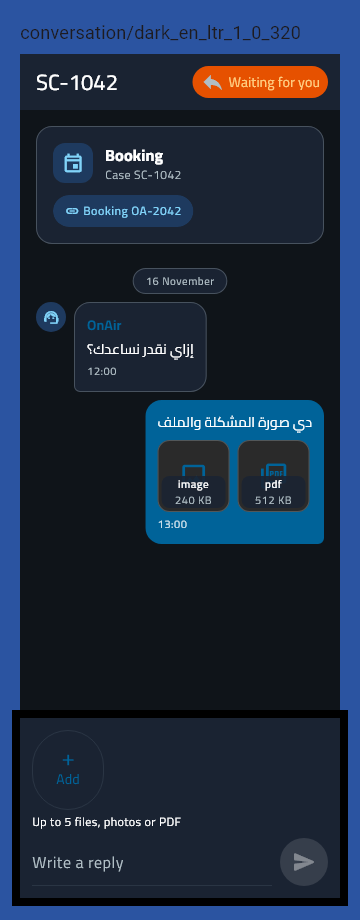 conversation/dark_en_ltr_1_0_320
SC-1042
Waiting for you
Booking
Case SC-1042
Booking OA-2042
16 November
OnAir
إزاي نقدر نساعدك؟
12:00
دي صورة المشكلة والملف
PDF
image
pdf
240 KB
512 KB
13:00
+
Add
Up to 5 files, photos or PDF
Write a reply